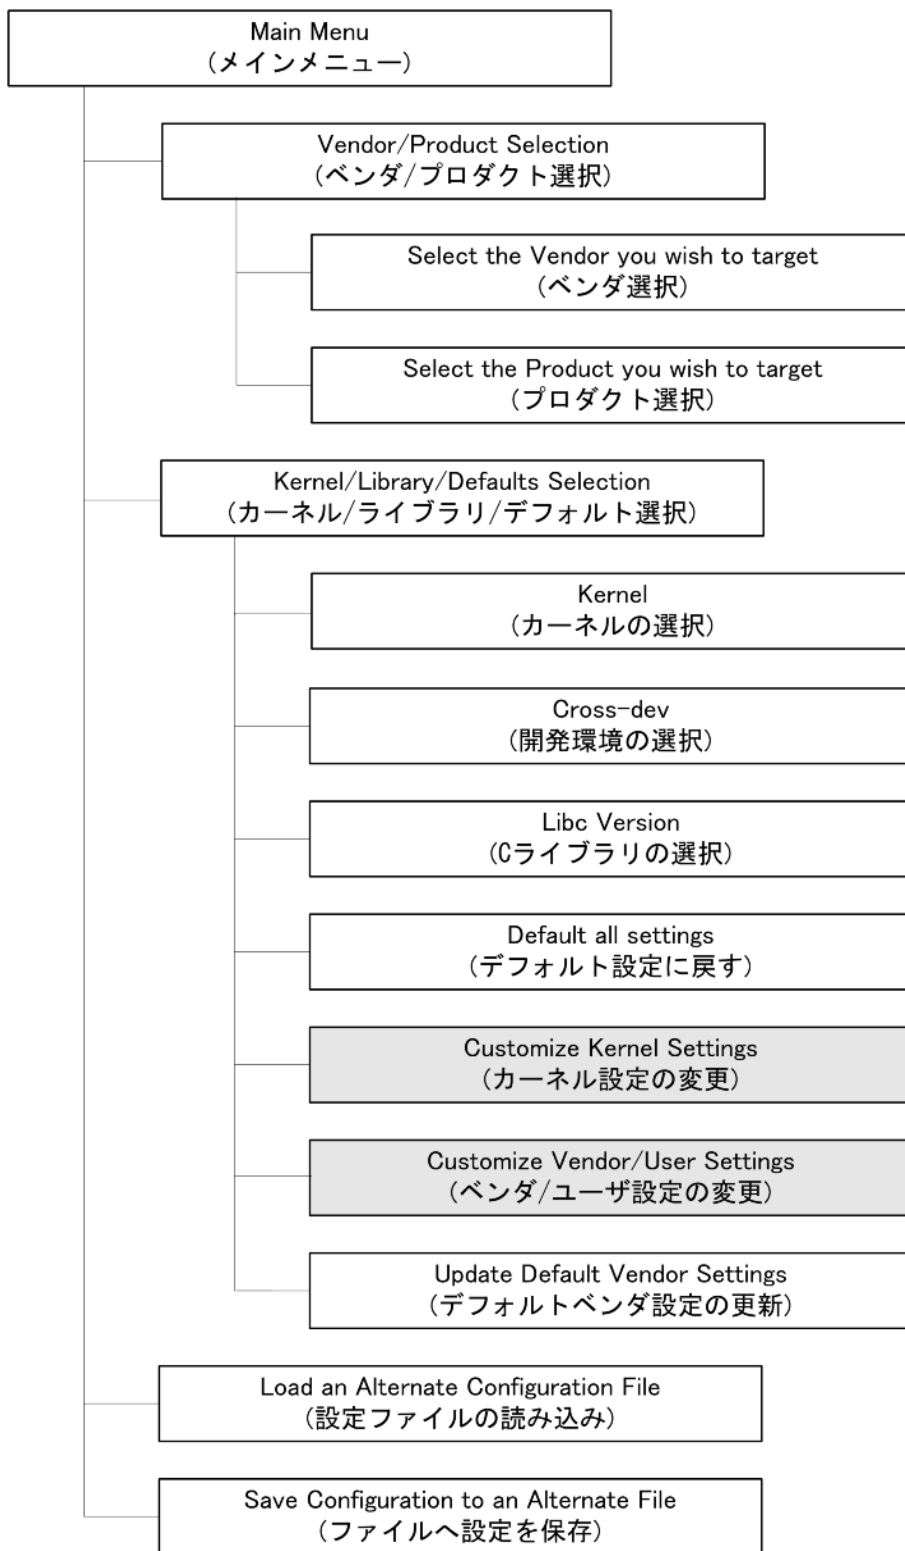 Main Menu
(メインメニュー)
Vendor/Product Selection
(ベンダ/プロダクト選択)
Select the Vendor you wish to target
(ベンダ選択)
Select the Product you wish to target
(プロダクト選択)
Kernel/Library/Defaults Selection
(カーネル/ライブラリ/デフォルト選択)
Kernel
(カーネルの選択)
Cross-dev
(開発環境の選択)
Libc Version
(Cライブラリの選択)
Default all settings
(デフォルト設定に戻す)
Customize Kernel Settings
(カーネル設定の変更)
Customize Vendor/User Settings
(ベンダ/ユーザ設定の変更)
Update Default Vendor Settings
(デフォルトベンダ設定の更新)
Load an Alternate Configuration File
(設定ファイルの読み込み)
Save Configuration to an Alternate File
(ファイルへ設定を保存)